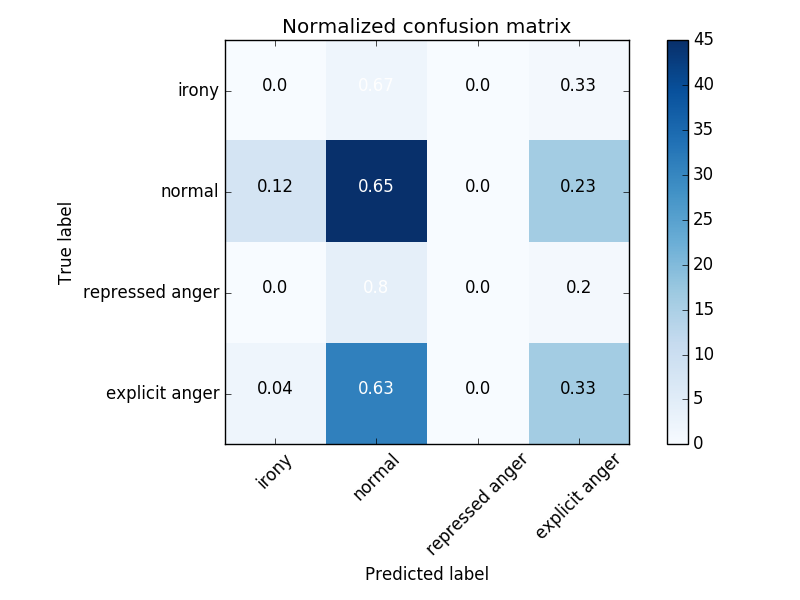 Normalized confusion matrix
True label
irony 0.0 0.67 0.0 0.33
normal 0.12 0.65 0.0 0.23
repressed anger 0.0 0.8 0.0 0.2
explicit anger 0.04 0.63 0.0 0.33
irony normal repressed anger explicit anger
Predicted label
45
40
35
30
25
20
15
10
5
0